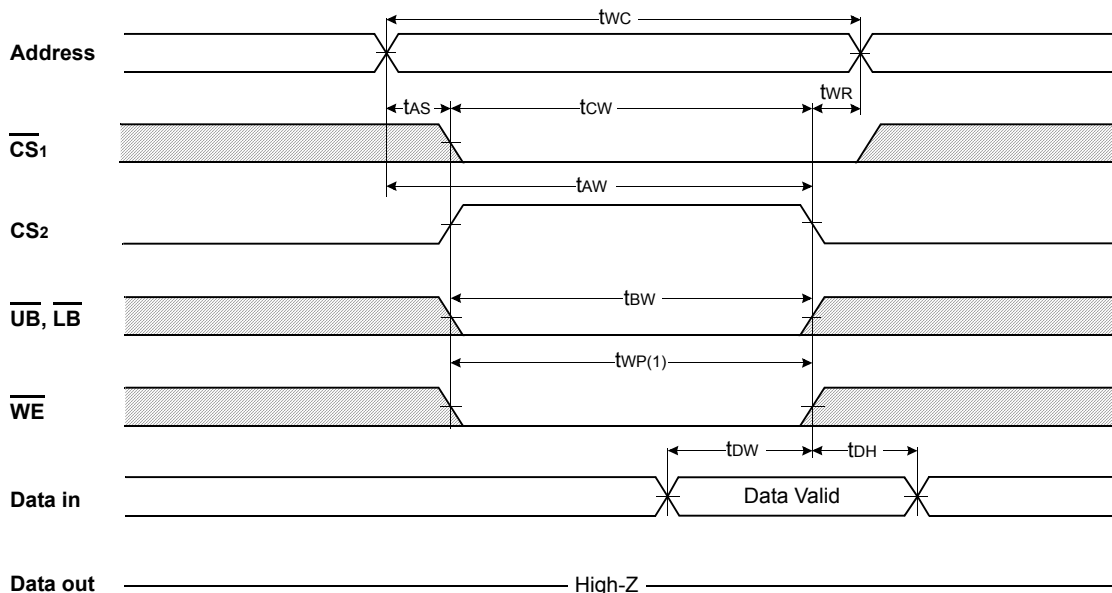 tWC
Address
tAS
tCW
tWR
CS1
tAW
CS2
tBW
UB, LB
tWP(1)
WE
tDW
tDH
Data in
Data Valid
Data out
High-Z